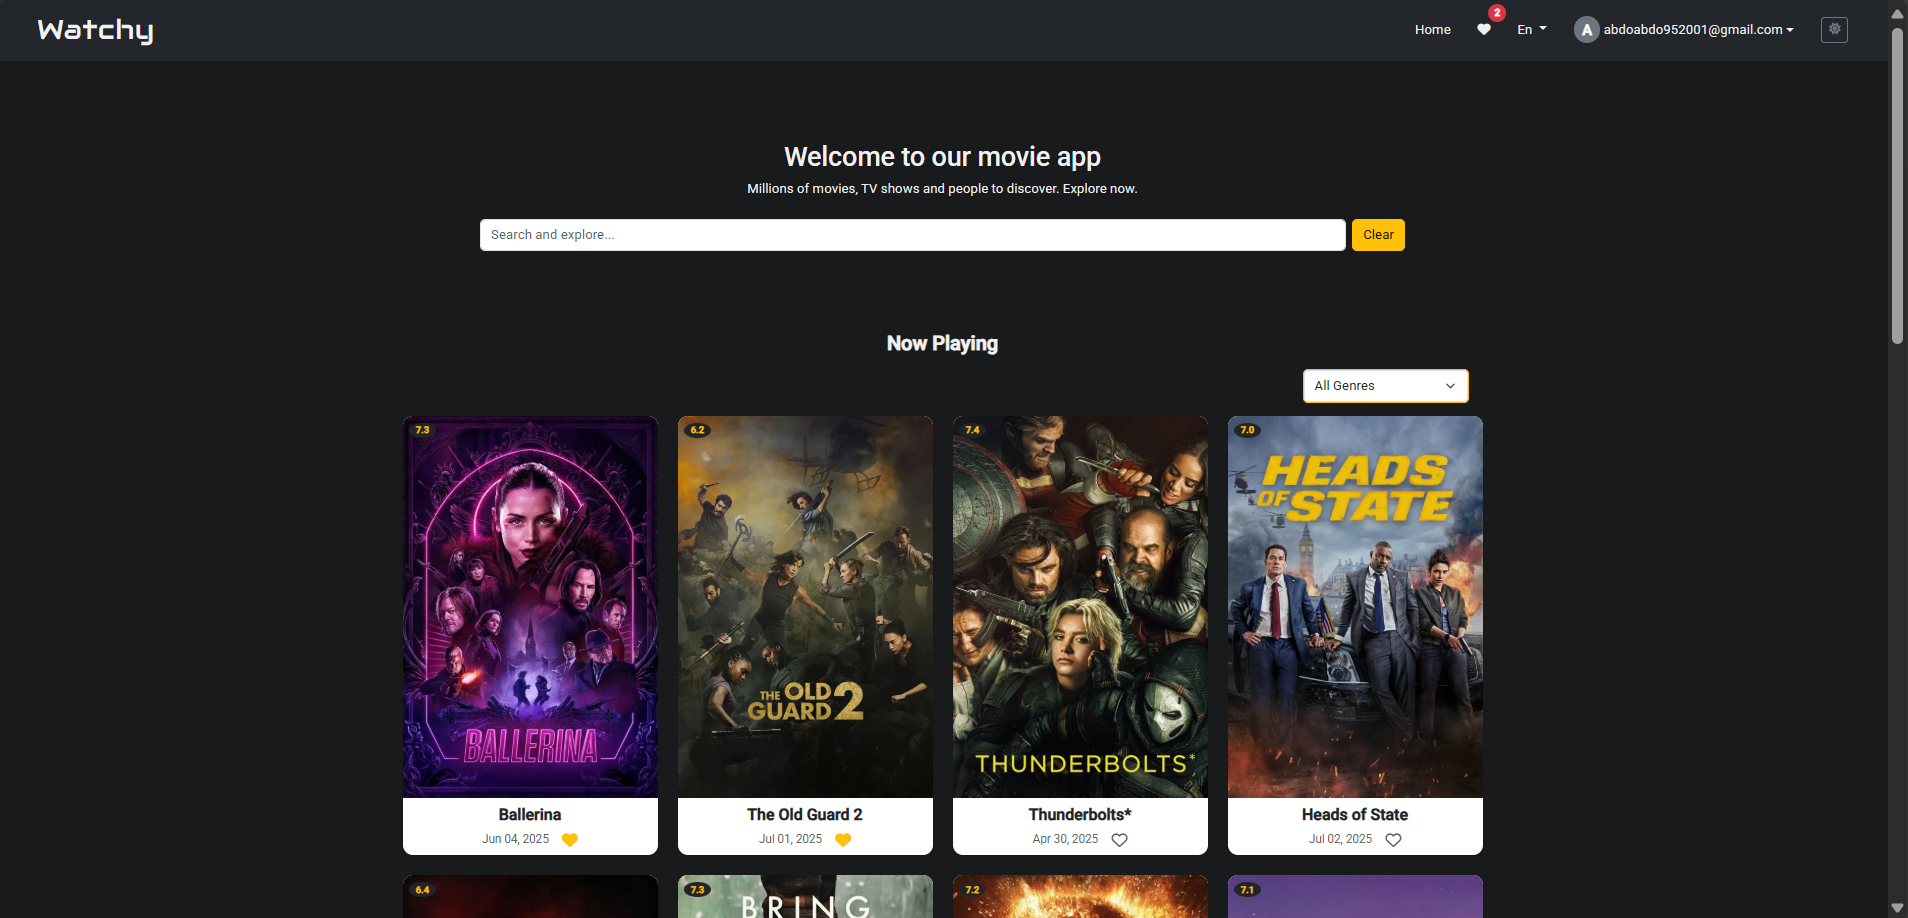 Watchy
Home
2
En
A
abdoabdo952001@gmail.com
Welcome to our movie app
Millions of movies, TV shows and people to discover. Explore now.
Search and explore...
Clear
Now Playing
All Genres
7.3
BALLERINA
Ballerina
Jun 04, 2025
6.2
THE OLD
GUARD 2
The Old Guard 2
Jul 01, 2025
7.4
THUNDERBOLTS*
Thunderbolts*
Apr 30, 2025
7.0
HEADS
OF STATE
Heads of State
Jul 02, 2025
6.4
7.3
BRING
7.2
7.1